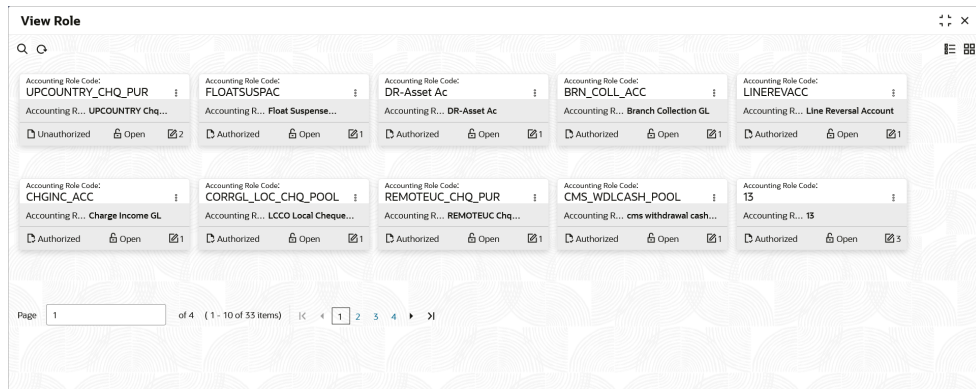 View Role
Accounting Role Code:
UPCOUNTRY_CHQ_PUR
Accounting R... UPCOUNTRY Chq...
Unauthorized Open 2
Accounting Role Code:
FLOATSUSPAC
Accounting R... Float Suspense...
Authorized Open 1
Accounting Role Code:
DR-Asset Ac
Accounting R... DR-Asset Ac
Authorized Open 1
Accounting Role Code:
BRN_COLL_ACC
Accounting R... Branch Collection GL
Authorized Open 1
Accounting Role Code:
LINEREVACC
Accounting R... LIne Reversal Account
Authorized Open 1
Accounting Role Code:
CHGINC_ACC
Accounting R... Charge Income GL
Authorized Open 1
Accounting Role Code:
CORRGL_LOC_CHQ_POOL
Accounting R... LCCO Local Cheque...
Authorized Open 1
Accounting Role Code:
REMOTEUC_CHQ_PUR
Accounting R... REMOTEUC Chq...
Authorized Open 1
Accounting Role Code:
CMS_WDLCASH_POOL
Accounting R... cms withdrawal cash...
Authorized Open 1
Accounting Role Code:
13
Accounting R... 13
Authorized Open 3
Page 1 of 4 ( 1 - 10 of 33 items) 1 2 3 4